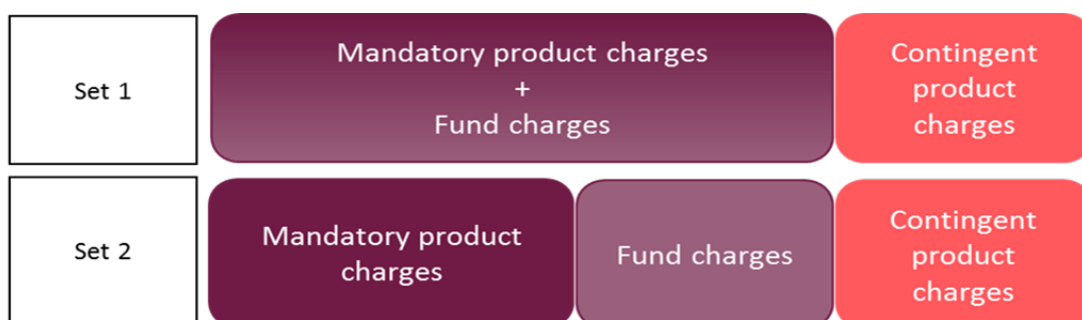 Set 1
Mandatory product charges
+
Fund charges
Contingent
product
charges
Set 2
Mandatory product
charges
Fund charges
Contingent
product
charges